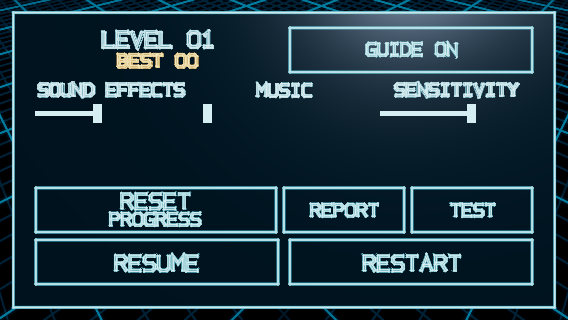 LEVEL 01
BEST 00
GUIDE ON
SOUND EFFECTS
MUSIC
SENSITIVITY
RESET
PROGRESS
REPORT
TEST
RESUME
RESTART